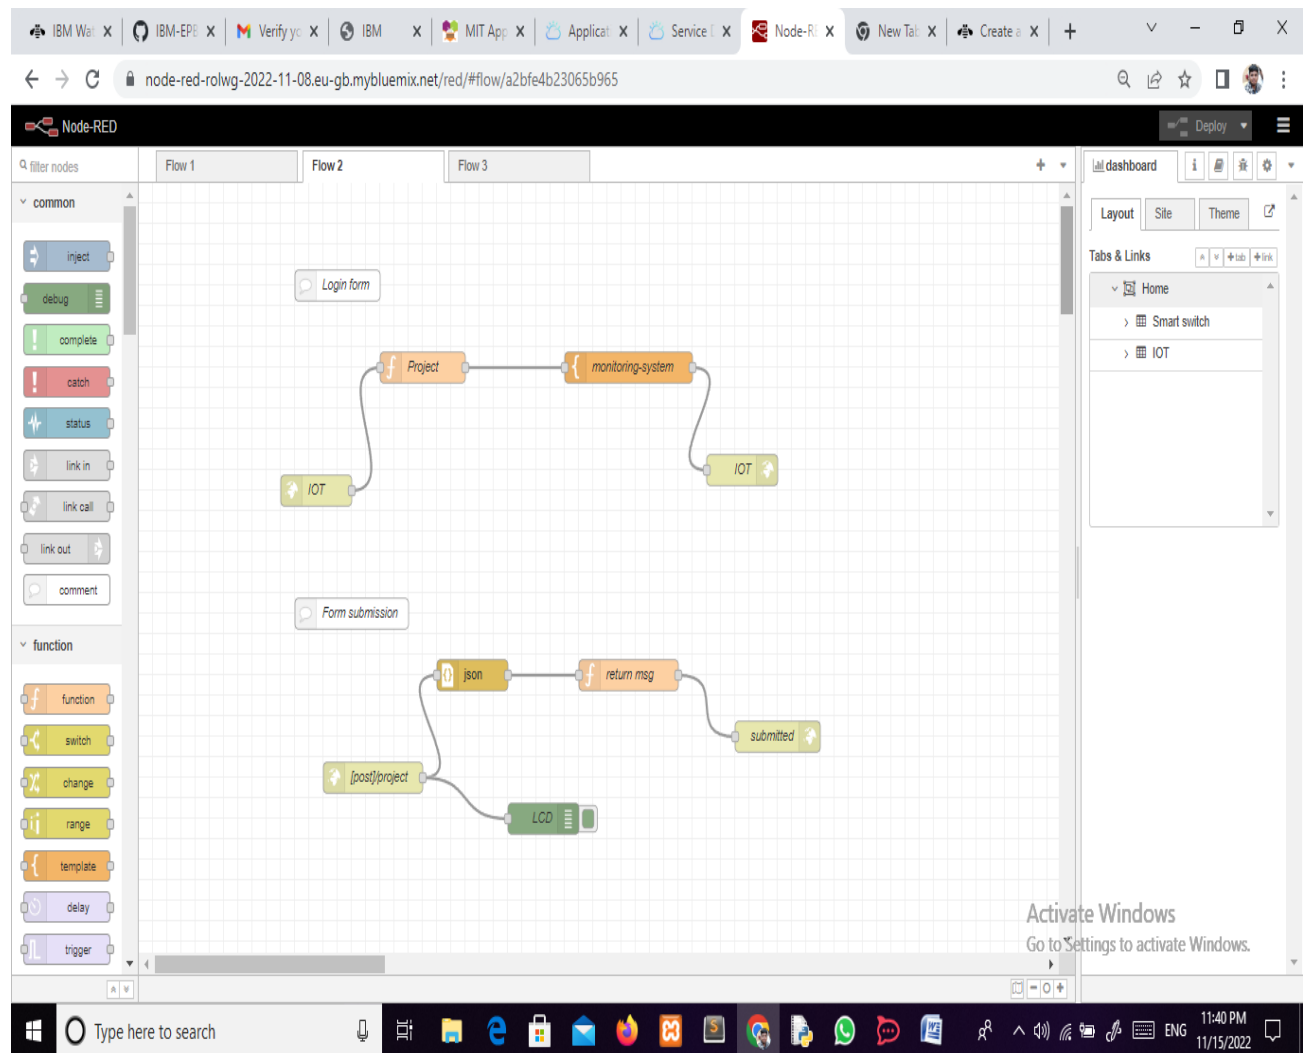 IBM Wat
IBM-EPB
Verify yo
IBM
MIT App
Applicati
Service D
Node-RE
New Tab
Create a
node-red-rolwg-2022-11-08.eu-gb.mybluemix.net/red/#flow/a2bfe4b23065b965
Node-RED
Deploy
filter nodes
Flow 1
Flow 2
Flow 3
dashboard
i
common
inject
debug
complete
catch
status
link in
link call
link out
comment
function
function
switch
change
range
template
delay
trigger
Login form
Project
monitoring-system
IOT
IOT
Form submission
json
return msg
submitted
[post]/project
LCD
Layout
Site
Theme
Tabs & Links
+tab
+link
Home
Smart switch
IOT
Activate Windows
Go to Settings to activate Windows.
Type here to search
ENG
11:40 PM
11/15/2022